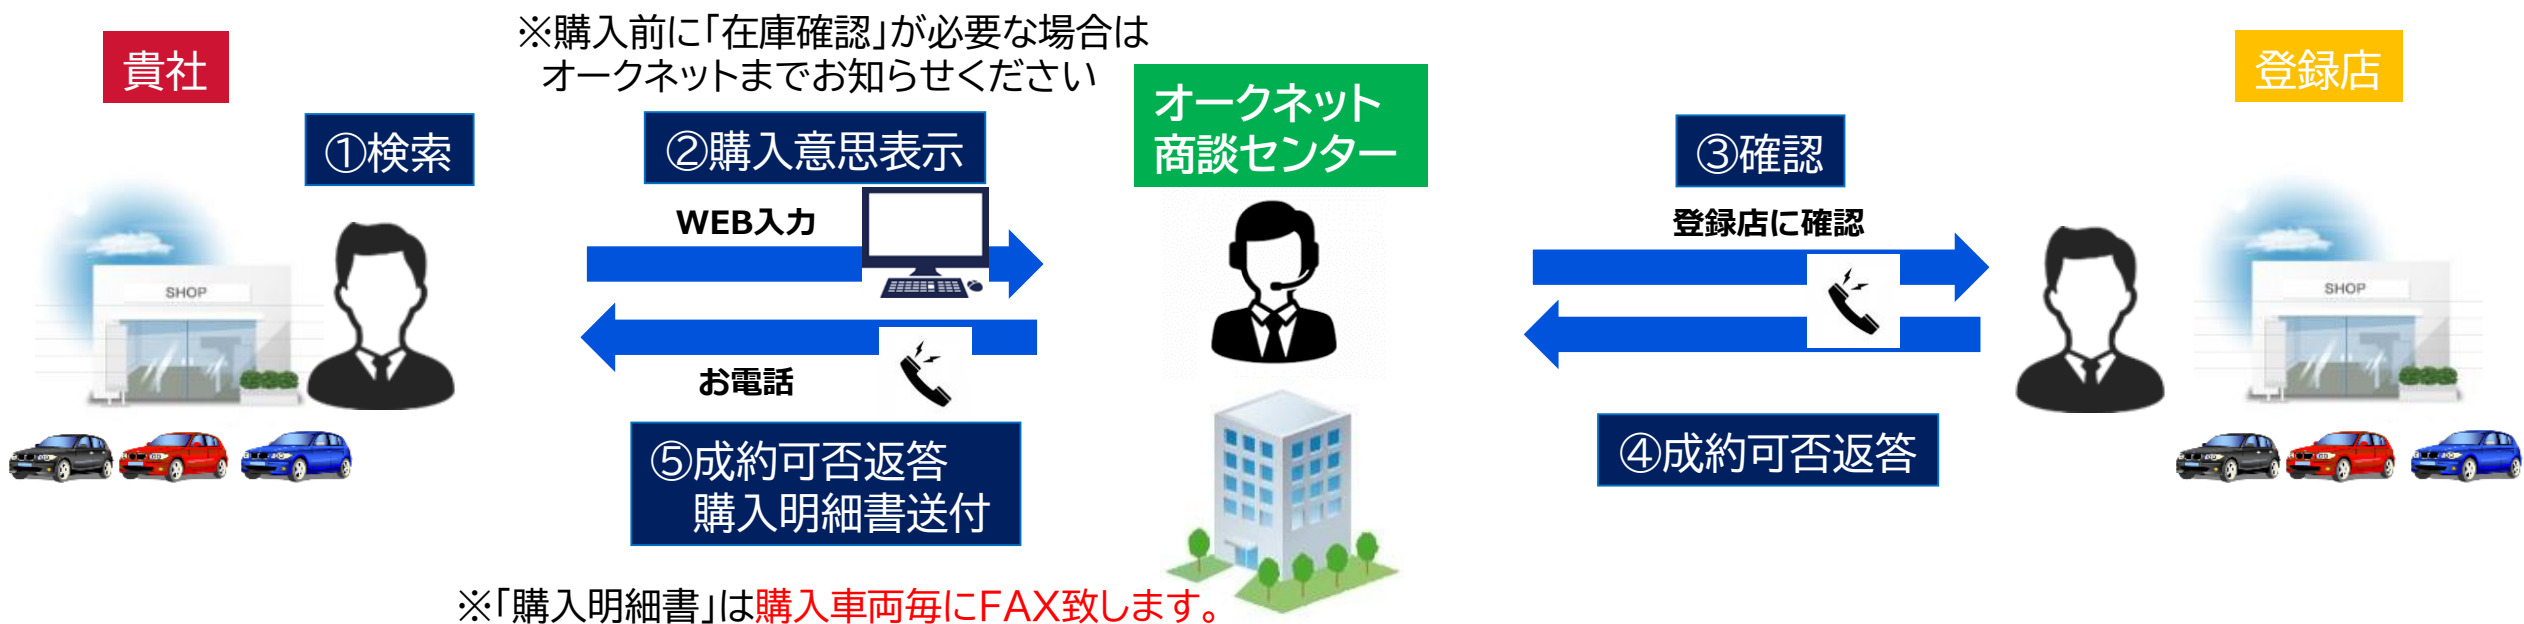 ※購入前に「在庫確認」が必要な場合は
オークネットまでお知らせください
貴社
オークネット
商談センター
登録店
①検索
②購入意思表示
③確認
WEB入力
登録店に確認
SHOP
SHOP
お電話
⑤成約可否返答
購入明細書送付
④成約可否返答
※「購入明細書」は購入車両毎にFAX致します。